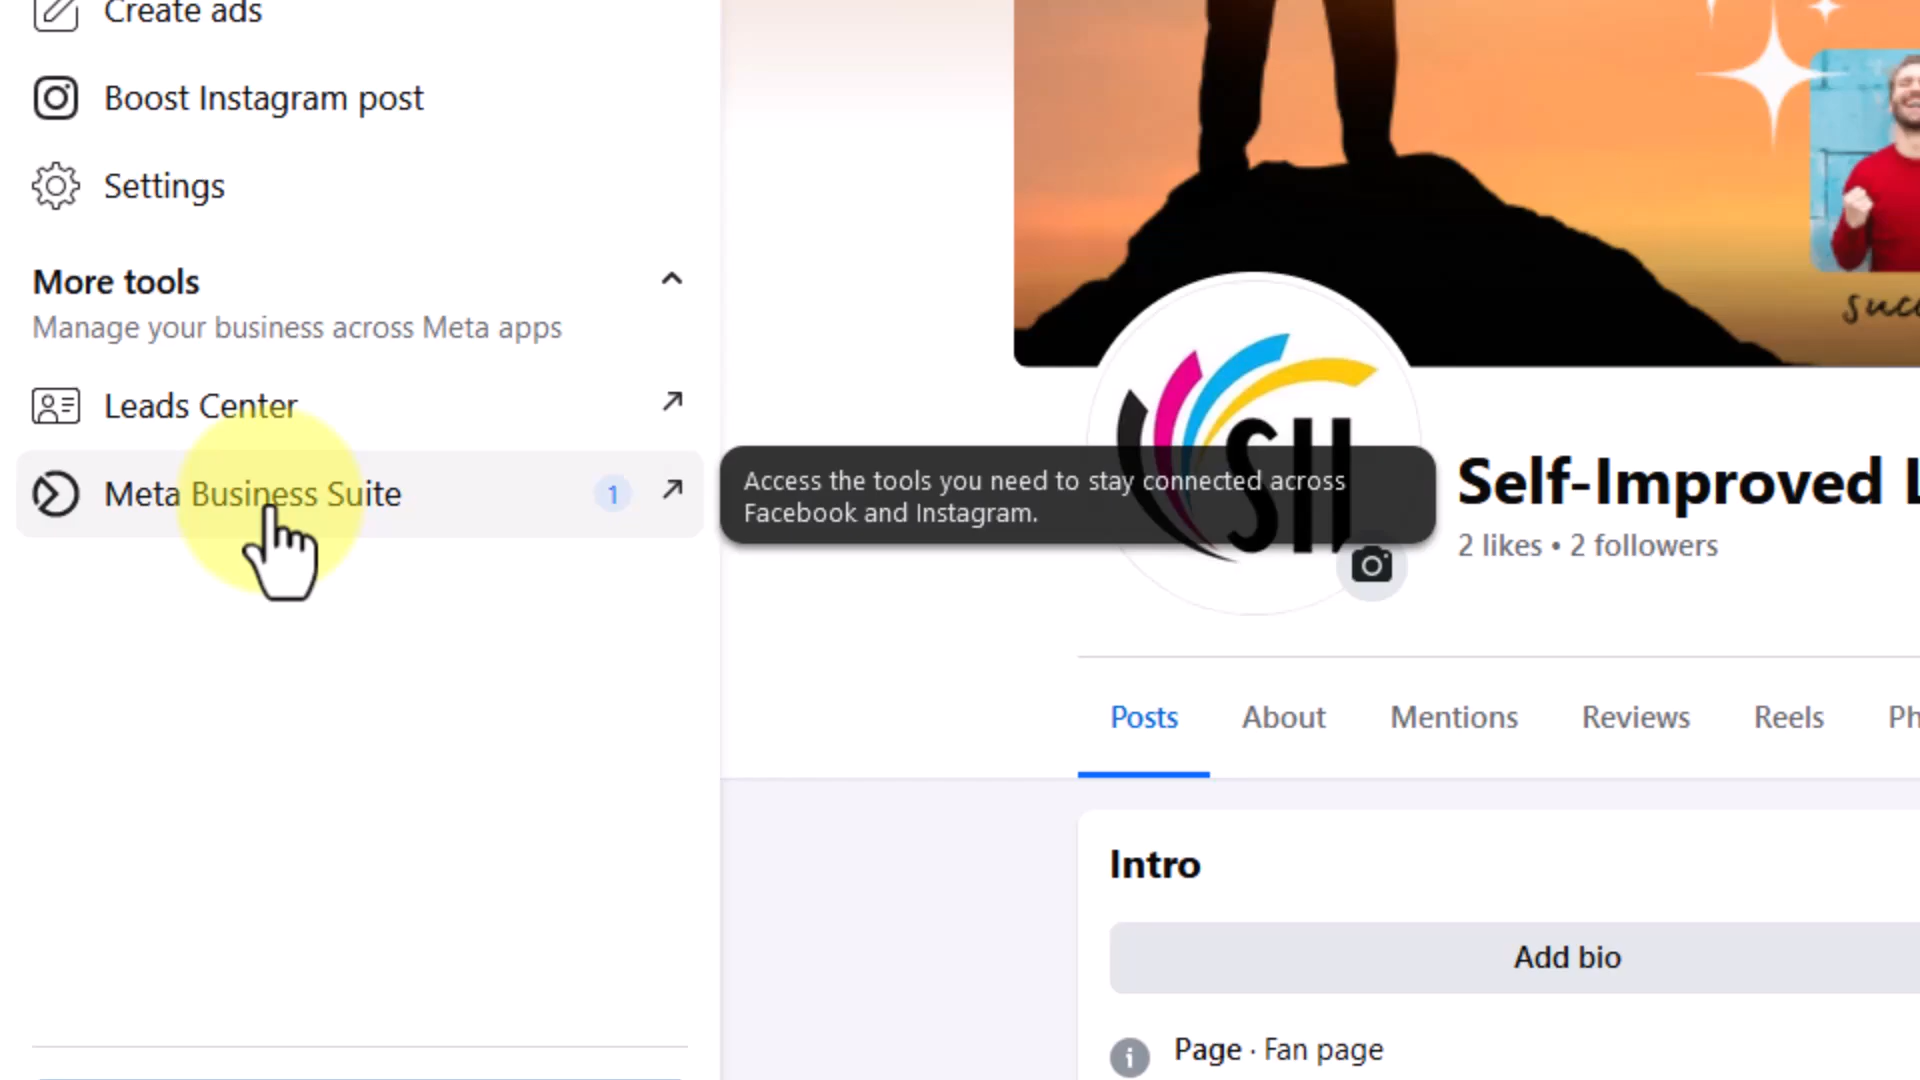 Create ads
Boost Instagram post
Settings
More tools
Manage your business across Meta apps
Leads Center
Meta Business Suite 1
Access the tools you need to stay connected across
Facebook and Instagram.
SII
Self-Improved
2 likes • 2 followers
Posts About Mentions Reviews Reels
Intro
Add bio
Page · Fan page